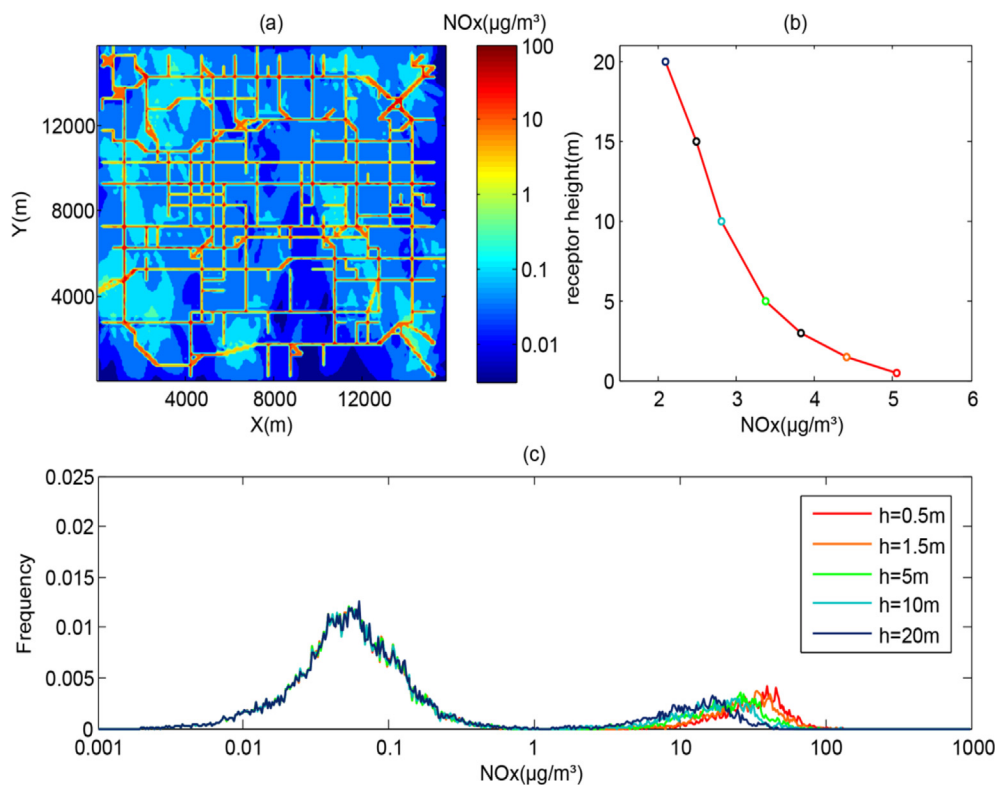 (a)
NOx(µg/m³)
(b)
100
10
1
0.1
0.01
12000
8000
4000
Y(m)
4000 8000 12000
X(m)
20
15
10
5
0
receptor height(m)
2 3 4 5 6
NOx(µg/m³)
(c)
0.025
0.02
0.015
0.01
0.005
0
Frequency
h=0.5m
h=1.5m
h=5m
h=10m
h=20m
0.001 0.01 0.1 1 10 100 1000
NOx(µg/m³)